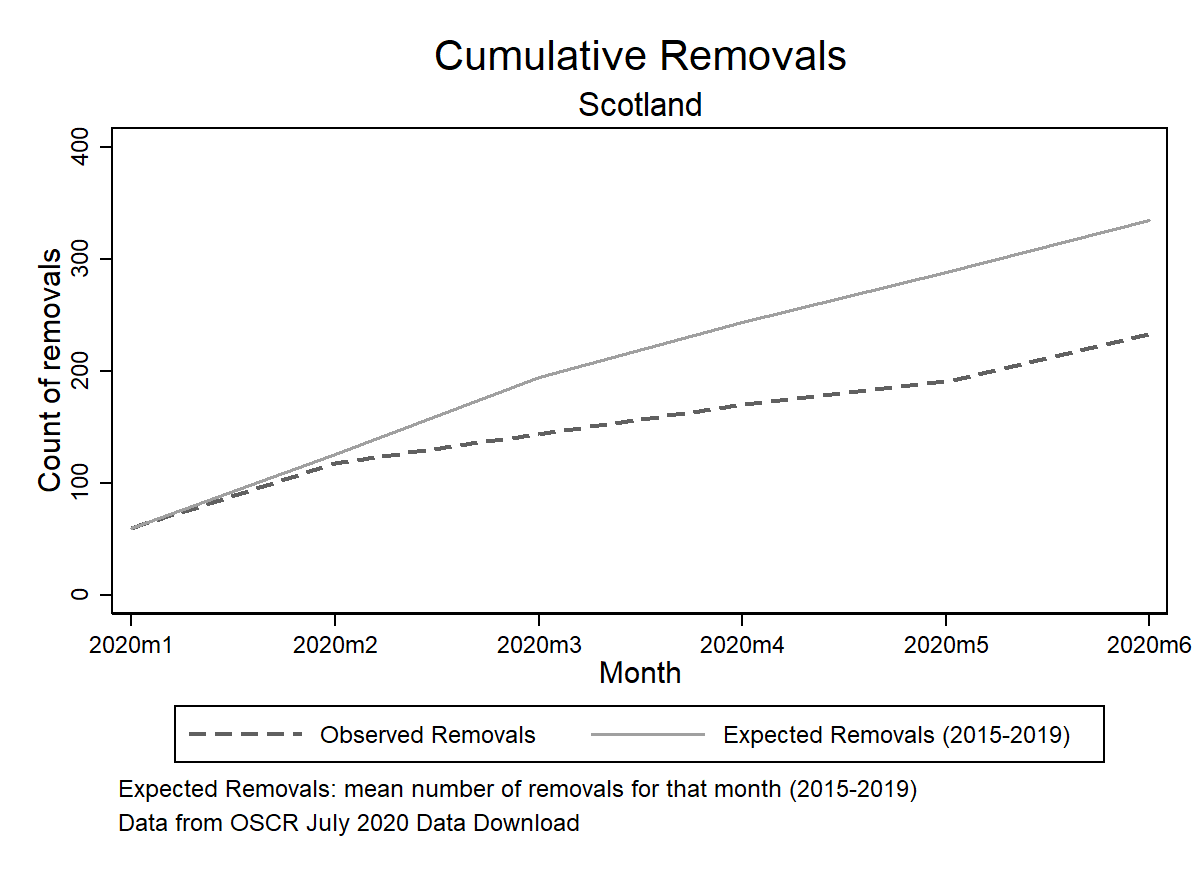 Cumulative Removals
Scotland
Count of removals
400
300
200
100
0
2020m1 2020m2 2020m3 2020m4 2020m5 2020m6
Month
Observed Removals Expected Removals (2015-2019)
Expected Removals: mean number of removals for that month (2015-2019)
Data from OSCR July 2020 Data Download